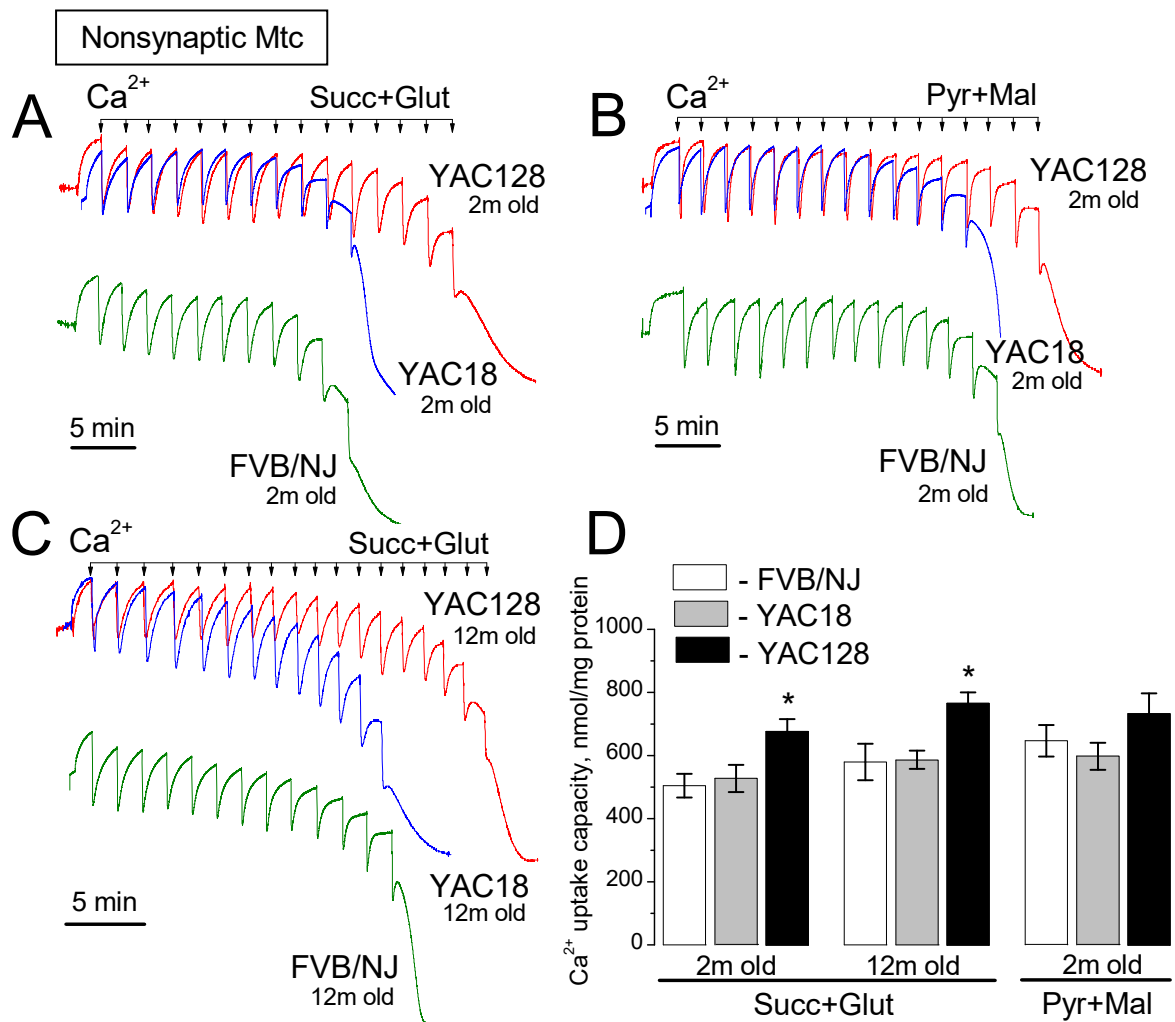 Nonsynaptic Mtc
A
Ca²⁺
Succ+Glut
YAC128
2m old
YAC18
2m old
5 min
FVB/NJ
2m old
B
Ca²⁺
Pyr+Mal
YAC128
2m old
YAC18
2m old
5 min
FVB/NJ
2m old
C
Ca²⁺
Succ+Glut
YAC128
12m old
YAC18
12m old
5 min
FVB/NJ
12m old
D
- FVB/NJ
- YAC18
- YAC128
Ca²⁺ uptake capacity, nmol/mg protein
1000
800
600
400
200
0
*
*
2m old
12m old
2m old
Succ+Glut
Pyr+Mal